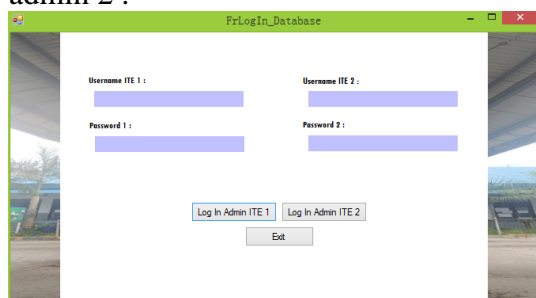 admin 2 :
FrLogIn_Database
Username ITE 1 :
Username ITE 2 :
Password 1 :
Password 2 :
Log In Admin ITE 1
Log In Admin ITE 2
Exit